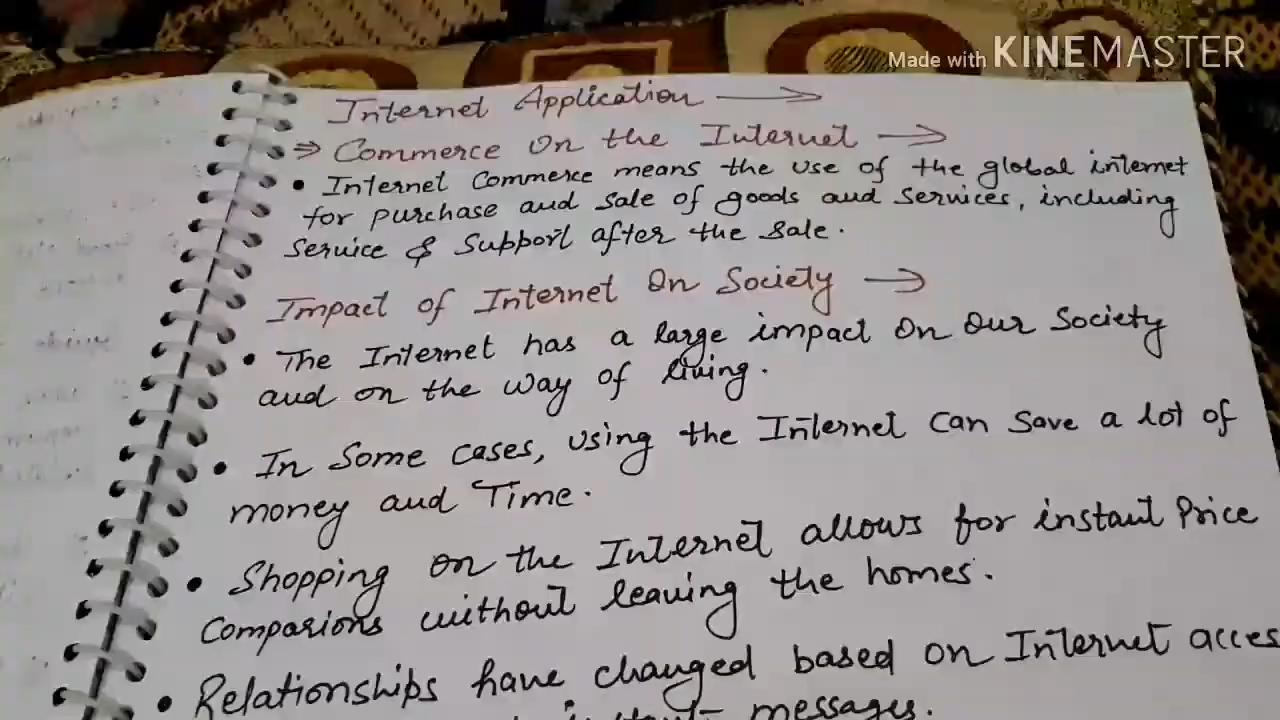 Made with KINEMASTER
Internet Application →
⇒ Commerce On the Internet →
• Internet Commerce means the use of the global internet
for purchase and sale of goods and services, including
Service & Support after the Sale.
Impact of Internet On Society →
• The Internet has a large impact On Our Society
and on the way of living.
• In Some cases, using the Internet can save a lot of
money and Time.
• Shopping on the Internet allows for instant Price
Comparions without leaving the homes.
• Relationships have changed based on Internet acces
messages.